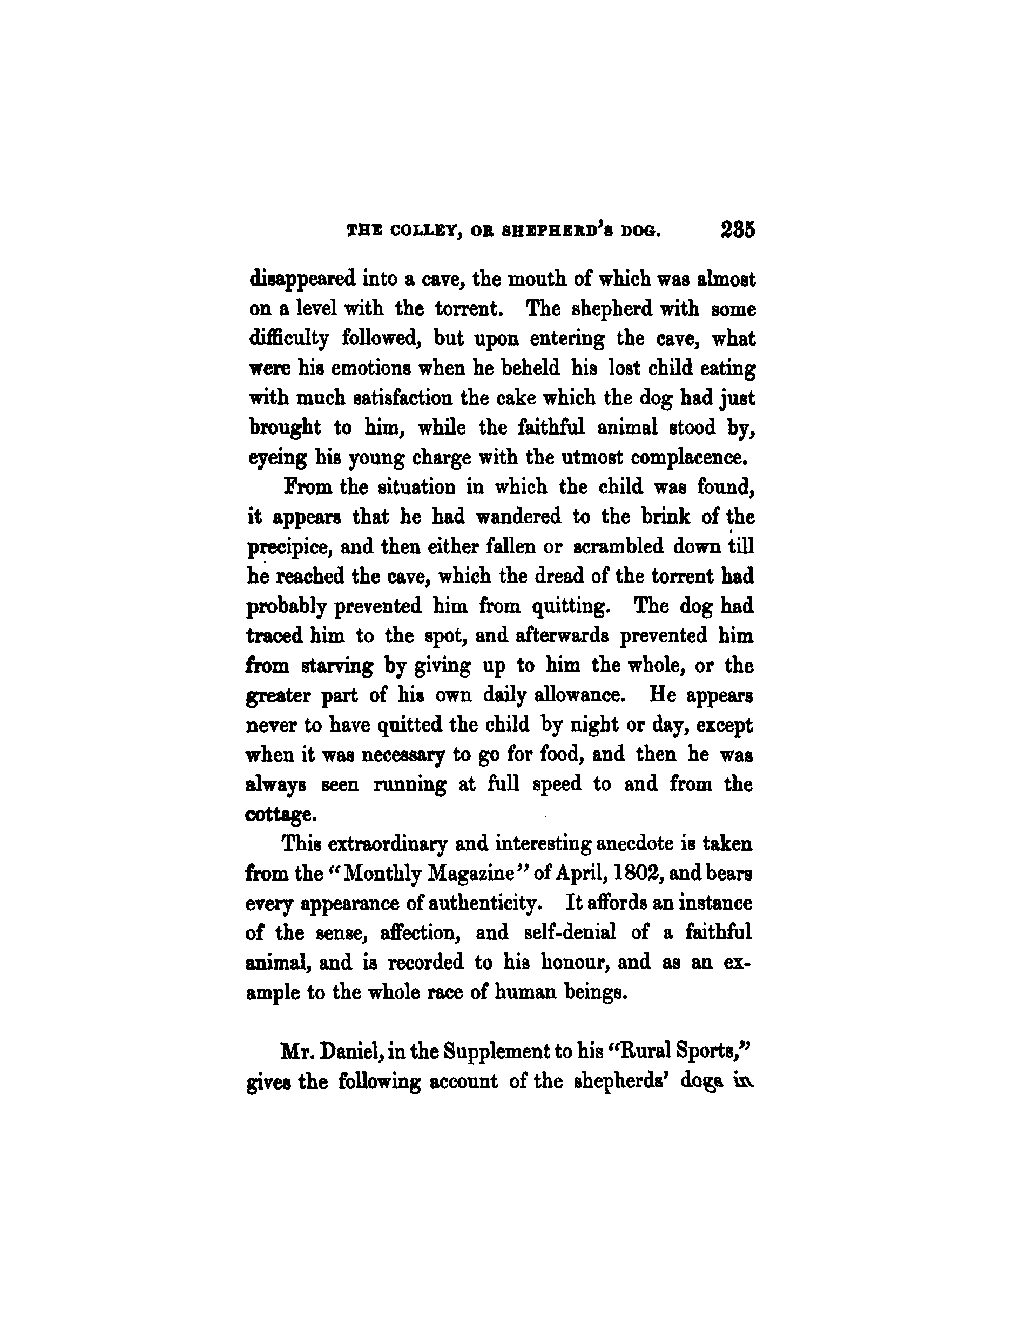 THE COLLEY, OR SHEPHERD'S DOG. 235
disappeared into a cave, the mouth of which was almost
on a level with the torrent. The shepherd with some
difficulty followed, but upon entering the cave, what
were his emotions when he beheld his lost child eating
with much satisfaction the cake which the dog had just
brought to him, while the faithful animal stood by,
eyeing his young charge with the utmost complacence.
From the situation in which the child was found,
it appears that he had wandered to the brink of the
precipice, and then either fallen or scrambled down till
he reached the cave, which the dread of the torrent had
probably prevented him from quitting. The dog had
traced him to the spot, and afterwards prevented him
from starving by giving up to him the whole, or the
greater part of his own daily allowance. He appears
never to have quitted the child by night or day, except
when it was necessary to go for food, and then he was
always seen running at full speed to and from the
cottage.
This extraordinary and interesting anecdote is taken
from the "Monthly Magazine" of April, 1802, and bears
every appearance of authenticity. It affords an instance
of the sense, affection, and self-denial of a faithful
animal, and is recorded to his honour, and as an ex-
ample to the whole race of human beings.
Mr. Daniel, in the Supplement to his "Rural Sports,"
gives the following account of the shepherds' dogs in